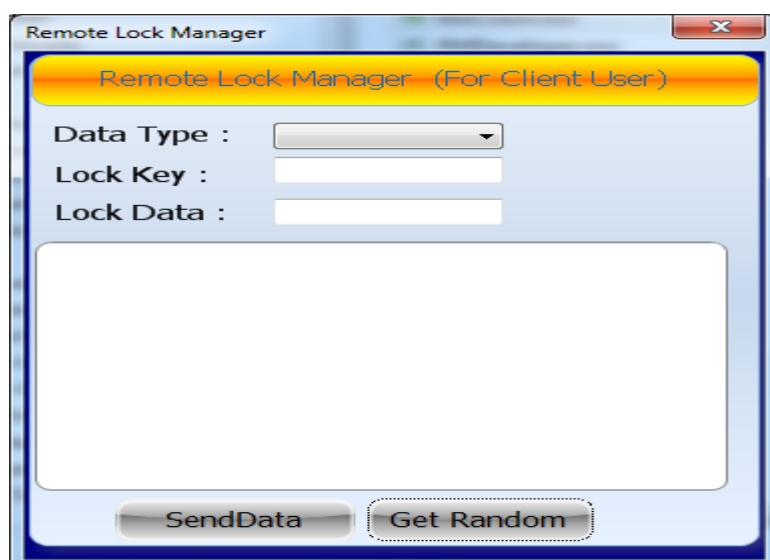 Remote Lock Manager
Remote Lock Manager (For Client User)
Data Type :
Lock Key :
Lock Data :
SendData
Get Random